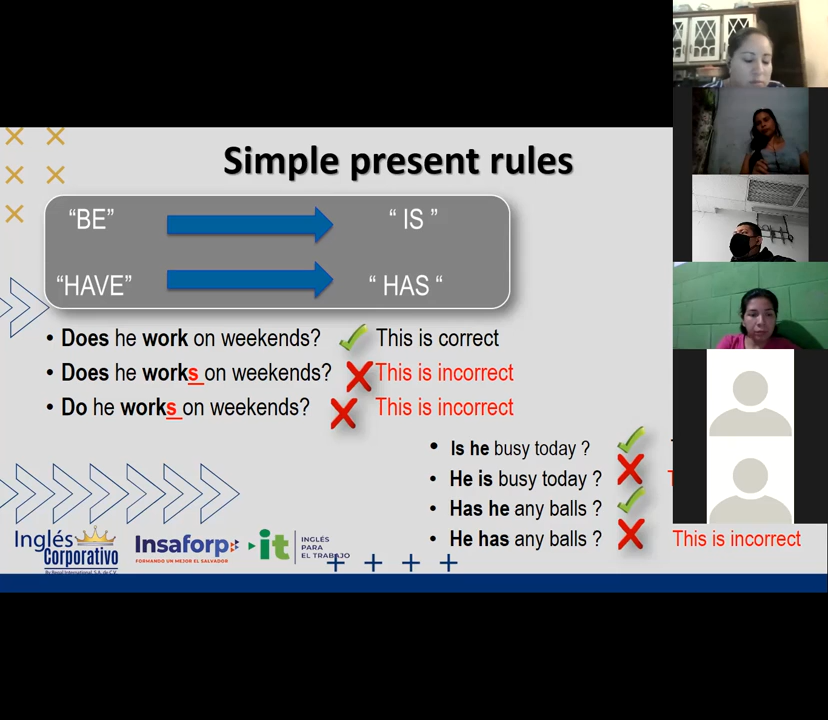 Simple present rules
“BE” “ IS ”
“HAVE” “ HAS “
• Does he work on weekends? This is correct
• Does he works on weekends? This is incorrect
• Do he works on weekends? This is incorrect
• Is he busy today ?
• He is busy today ?
• Has he any balls ?
• He has any balls ?
This is incorrect
Inglés
Corporativo
Insaforp
FORMANDO UN MEJOR EL SALVADOR
it
INGLÉS
PARA
EL TRABAJO